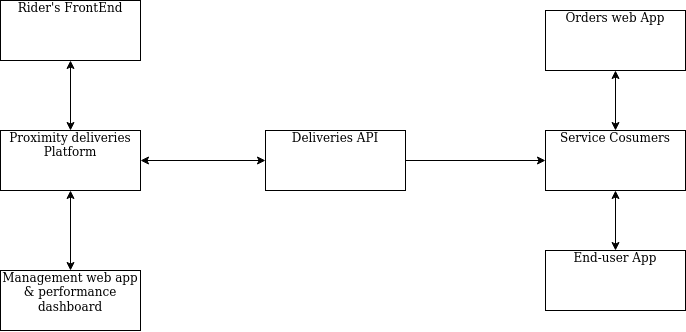 Rider's FrontEnd
Orders web App
Proximity deliveries
Platform
Deliveries API
Service Cosumers
Management web app
& performance
dashboard
End-user App